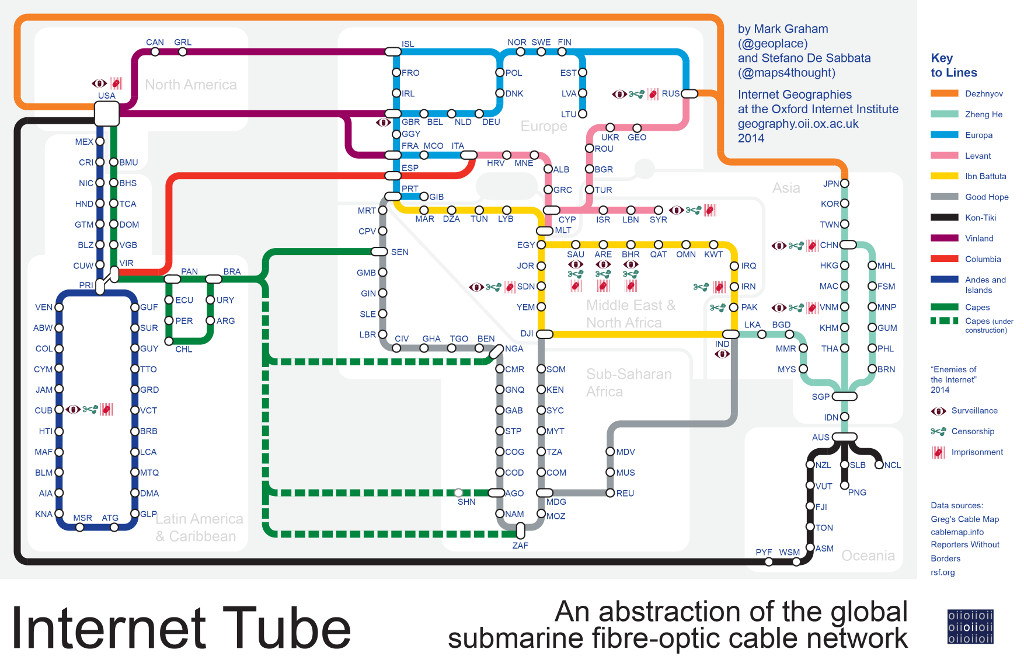 by Mark Graham
(@geoplace)
and Stefano De Sabbata
(@maps4thought)
Internet Geographies
at the Oxford Internet Institute
geography.oii.ox.ac.uk
2014
North America
Europe
Asia
Middle East &
North Africa
Sub-Saharan
Africa
Latin America
& Caribbean
Oceania
CAN GRL
USA
MEX
CRI
NIC
HND
GTM
BLZ
CUW
PRI
BMU
BHS
TCA
DOM
VGB
VIR
VEN
ABW
COL
CYM
JAM
CUB
HTI
MAF
BLM
AIA
KNA
MSR ATG
GUF
SUR
GUY
TTO
GRD
VCT
BRB
LCA
MTQ
DMA
GLP
PAN BRA
ECU URY
PER ARG
CHL
ISL
FRO
IRL
GBR BEL NLD DEU
GGY
FRA MCO ITA
ESP
PRT
GIB
NOR SWE FIN
POL
DNK
EST
LVA
LTU
RUS
UKR GEO
ROU
BGR
TUR
HRV MNE
ALB
GRC
CYP ISR LBN SYR
MLT
MRT
CPV
SEN
GMB
GIN
SLE
LBR
CIV GHA TGO BEN
NGA
MAR DZA TUN LYB
EGY
JOR
SDN
YEM
DJI
SAU ARE BHR QAT OMN KWT
IRQ
IRN
PAK
IND
LKA BGD
MMR
MYS
CMR
GNQ
GAB
STP
COG
COD
AGO
NAM
ZAF
SHN
SOM
KEN
SYC
MYT
TZA
COM
MDG
MOZ
MDV
MUS
REU
JPN
KOR
TWN
CHN
HKG
MAC
VNM
KHM
THA
SGP
IDN
AUS
MHL
FSM
MNP
GUM
PHL
BRN
NZL SLB NCL
VUT PNG
FJI
TON
ASM
PYF WSM
Key
to Lines
Dezhnyov
Zheng He
Europa
Levant
Ibn Battuta
Good Hope
Kon-Tiki
Vinland
Columbia
Andes and
Islands
Capes
Capes (under
construction)
"Enemies of
the Internet"
2014
Surveillance
Censorship
Imprisonment
Data sources:
Greg's Cable Map
cablemap.info
Reporters Without
Borders
rsf.org
Internet Tube
An abstraction of the global
submarine fibre-optic cable network
oiioiioii
oiioiioii
oiioiioii